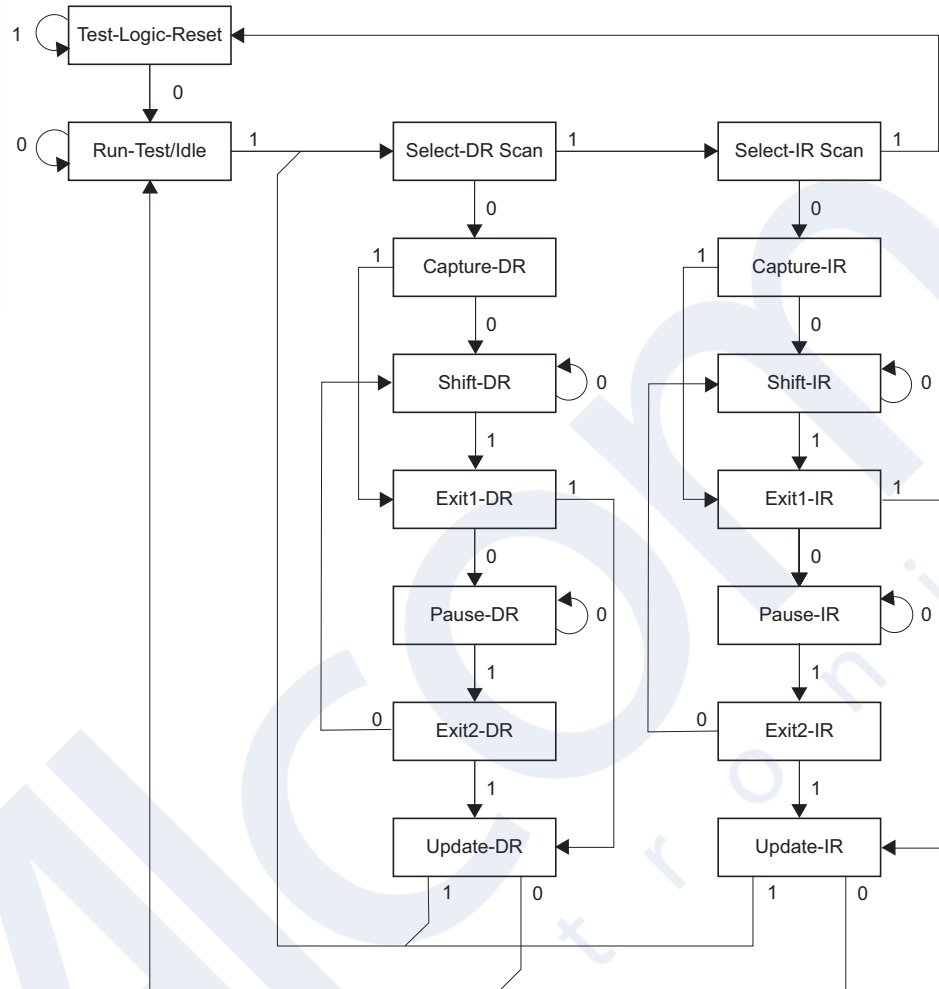 1 Test-Logic-Reset
0
0 Run-Test/Idle 1 Select-DR Scan 1 Select-IR Scan 1
0 0
1 Capture-DR 1 Capture-IR
0 0
Shift-DR 0 Shift-IR 0
1 1
Exit1-DR 1 Exit1-IR 1
0 0
Pause-DR 0 Pause-IR 0
1 1
0 Exit2-DR 0 Exit2-IR
1 1
Update-DR Update-IR
1 0 1 0